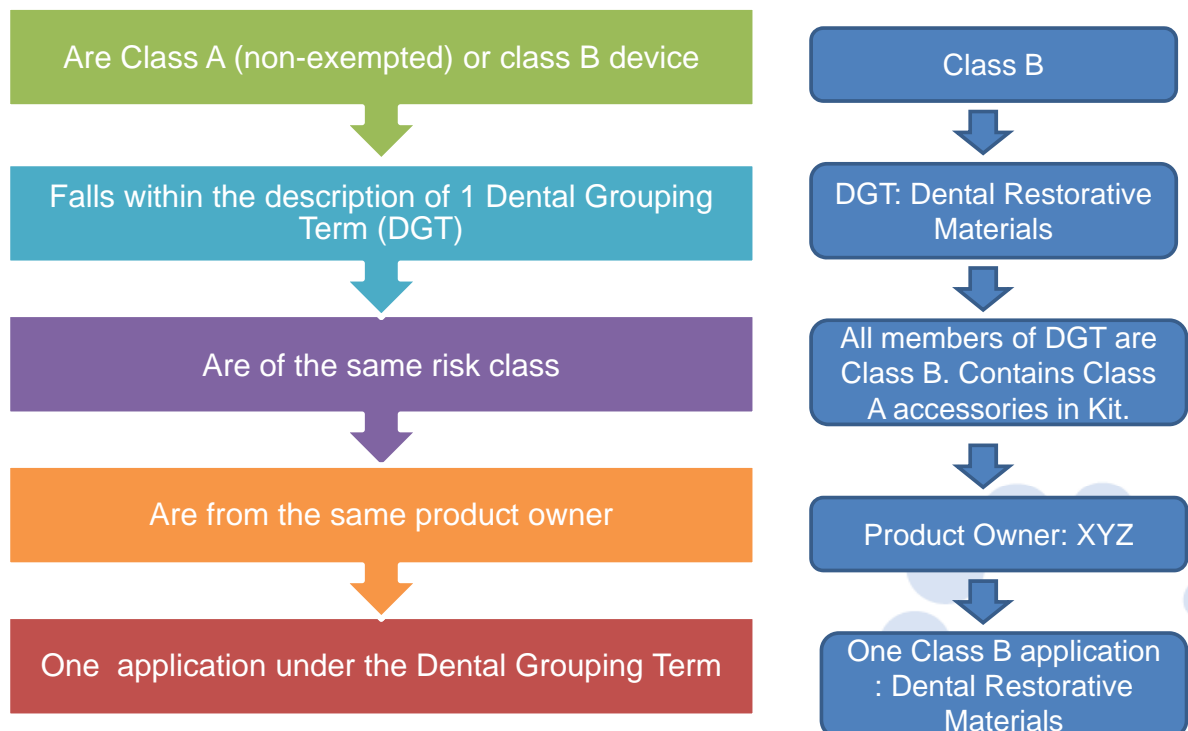 Are Class A (non-exempted) or class B device
Falls within the description of 1 Dental Grouping
Term (DGT)
Are of the same risk class
Are from the same product owner
One application under the Dental Grouping Term
Class B
DGT: Dental Restorative
Materials
All members of DGT are
Class B. Contains Class
A accessories in Kit.
Product Owner: XYZ
One Class B application
: Dental Restorative
Materials